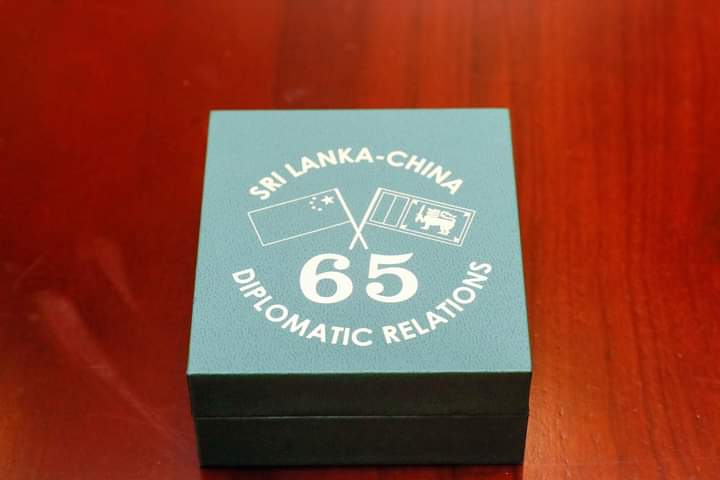 SRI LANKA-CHINA
65
DIPLOMATIC RELATIONS